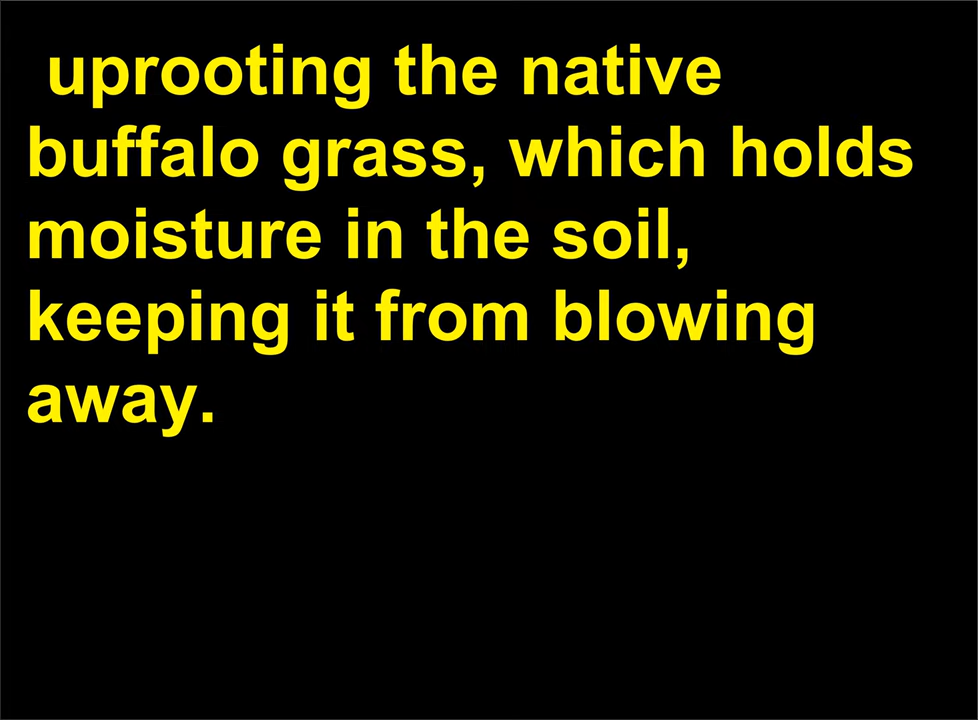 uprooting the native
buffalo grass, which holds
moisture in the soil,
keeping it from blowing
away.